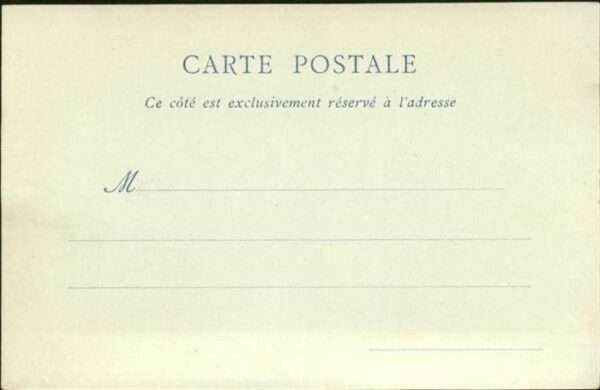 CARTE POSTALE
Ce côté est exclusivement réservé à l'adresse
M